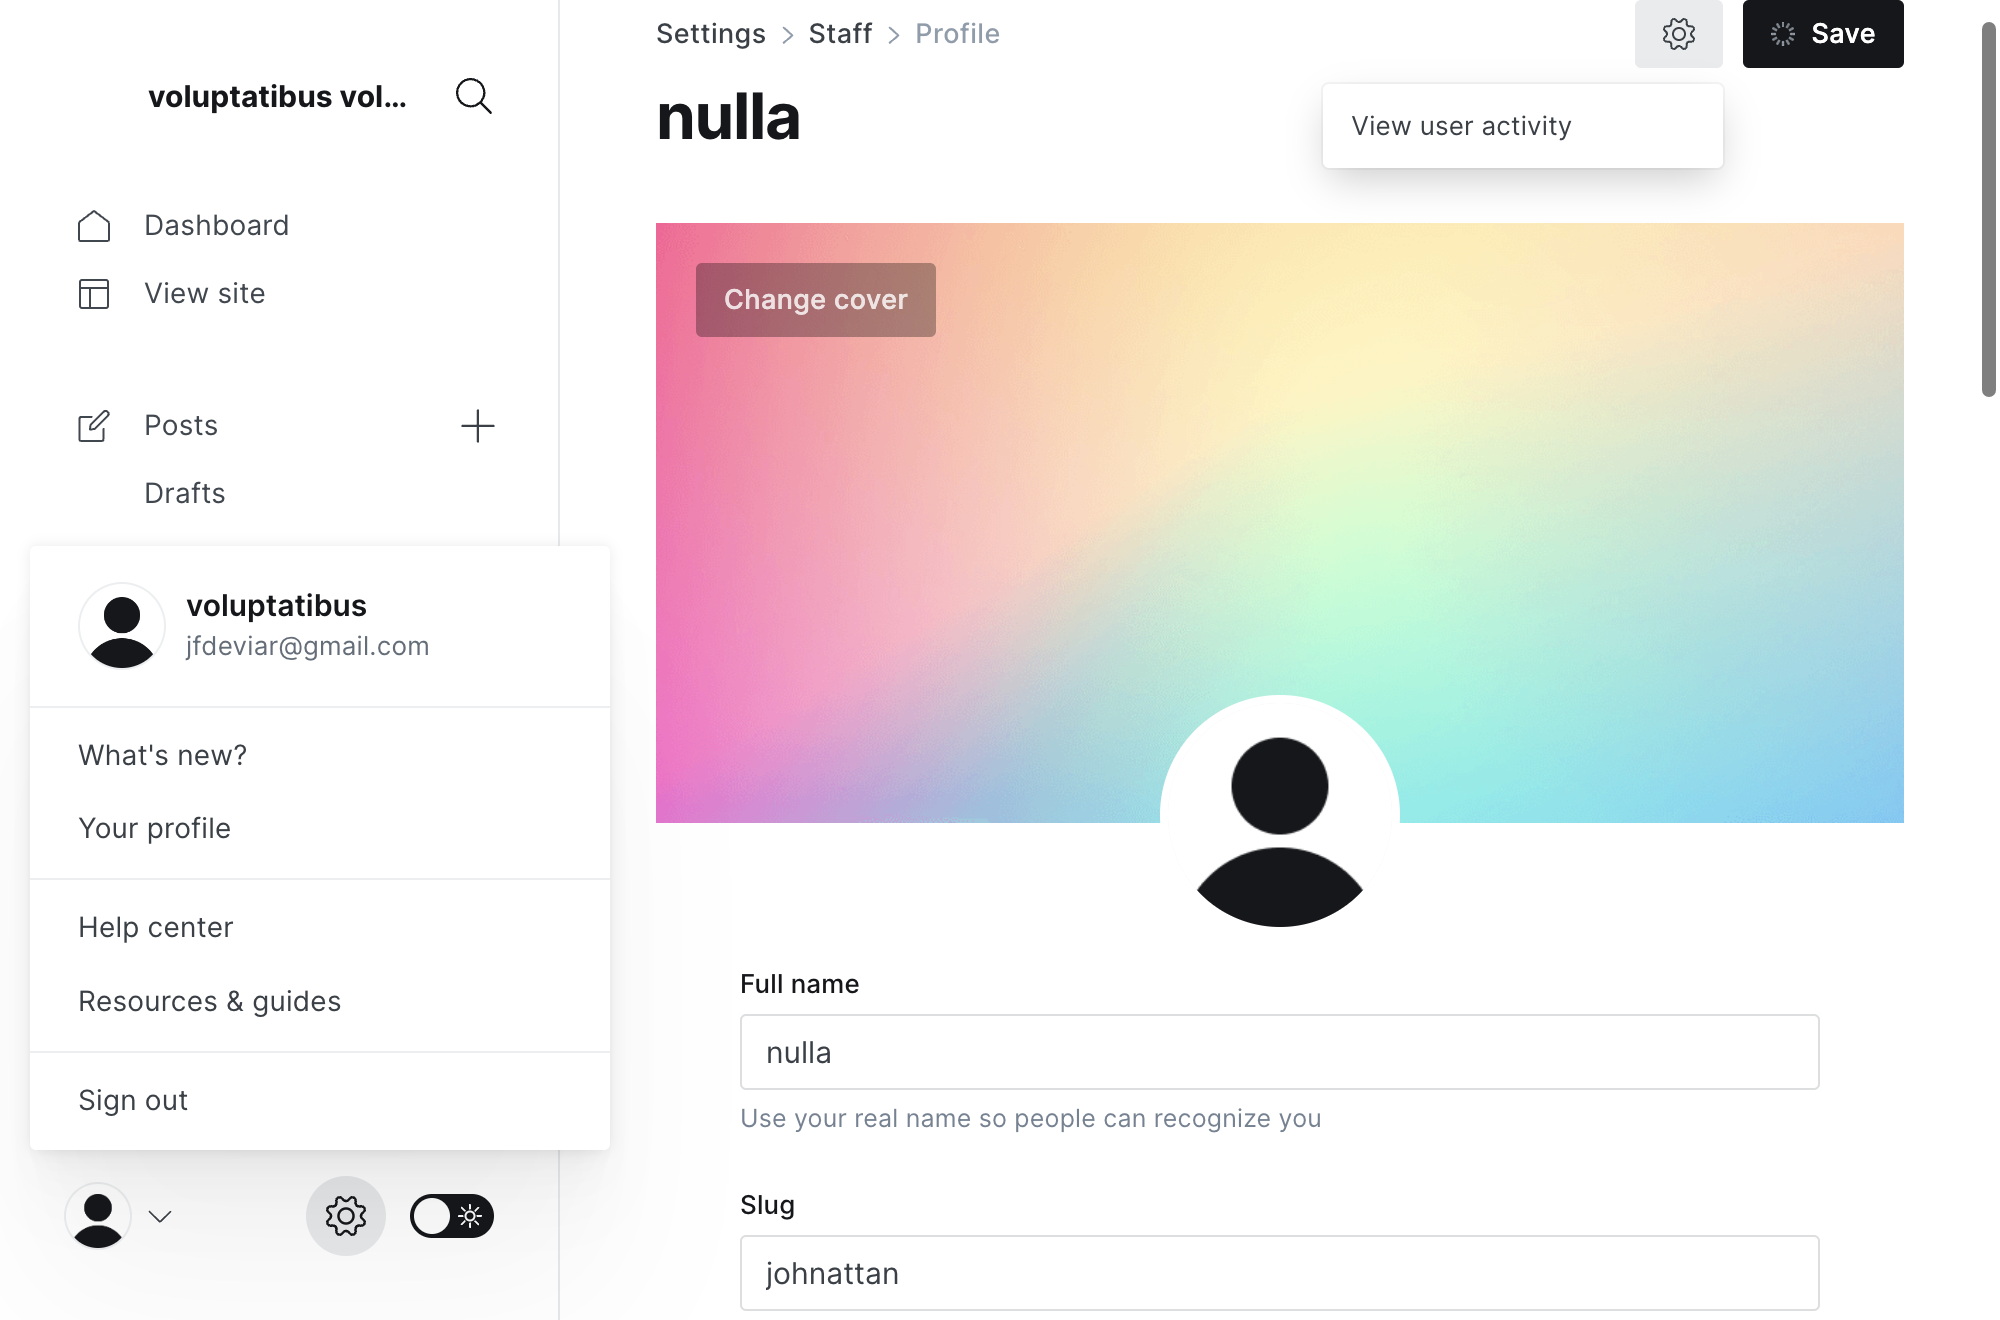 voluptatibus vol...
Dashboard
View site
Posts
Drafts
voluptatibus
jfdeviar@gmail.com
What's new?
Your profile
Help center
Resources & guides
Sign out
Settings > Staff > Profile
Save
nulla
View user activity
Change cover
Full name
nulla
Use your real name so people can recognize you
Slug
johnattan